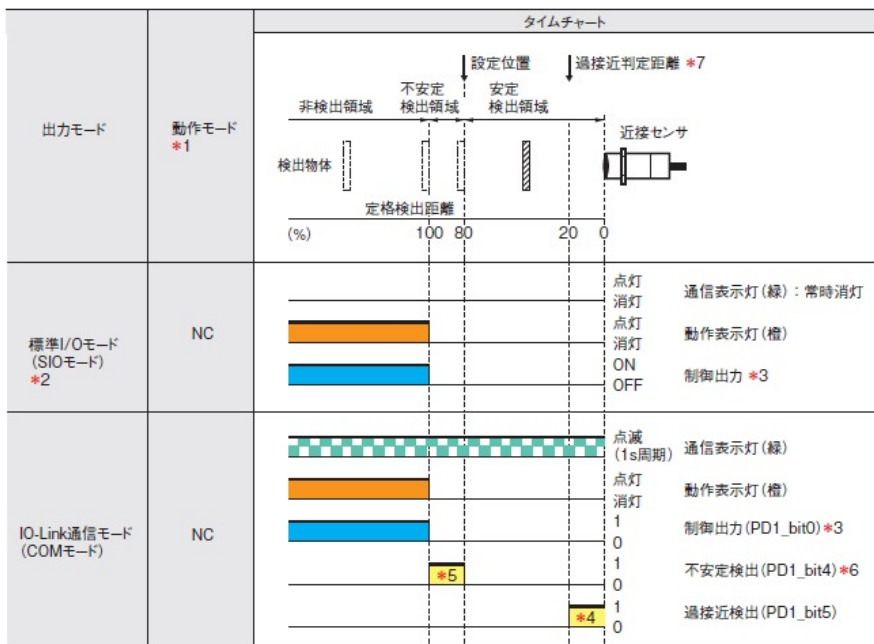 出力モード
動作モード
*1
タイムチャート
設定位置
過接近判定距離 *7
非検出領域
不安定
検出領域
安定
検出領域
近接センサ
検出物体
定格検出距離
(%)
100 80 20 0
標準I/Oモード
(SIOモード)
*2
NC
点灯
消灯
通信表示灯(緑):常時消灯
点灯
消灯
動作表示灯(橙)
ON
OFF
制御出力 *3
IO-Link通信モード
(COMモード)
NC
点滅
(1s周期)
通信表示灯(緑)
点灯
消灯
動作表示灯(橙)
1
0
制御出力(PD1_bit0)*3
*5
1
0
不安定検出(PD1_bit4)*6
*4
1
0
過接近検出(PD1_bit5)